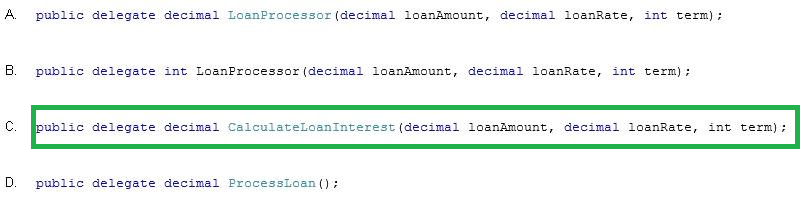 A. public delegate decimal LoanProcessor(decimal loanAmount, decimal loanRate, int term);
B. public delegate int LoanProcessor(decimal loanAmount, decimal loanRate, int term);
C. public delegate decimal CalculateLoanInterest(decimal loanAmount, decimal loanRate, int term);
D. public delegate decimal ProcessLoan();